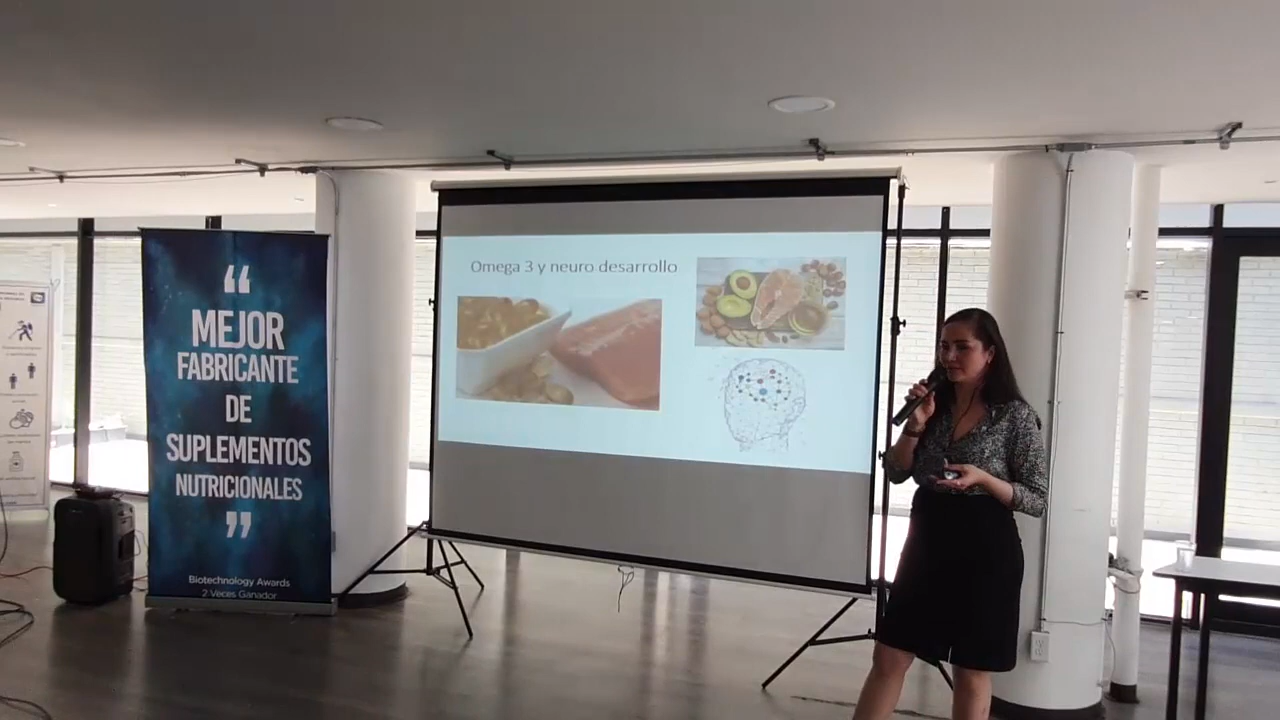 “
MEJOR
FABRICANTE
DE
SUPLEMENTOS
NUTRICIONALES
”
Biotechnology Awards
2 Veces Ganador
Omega 3 y neuro desarrollo